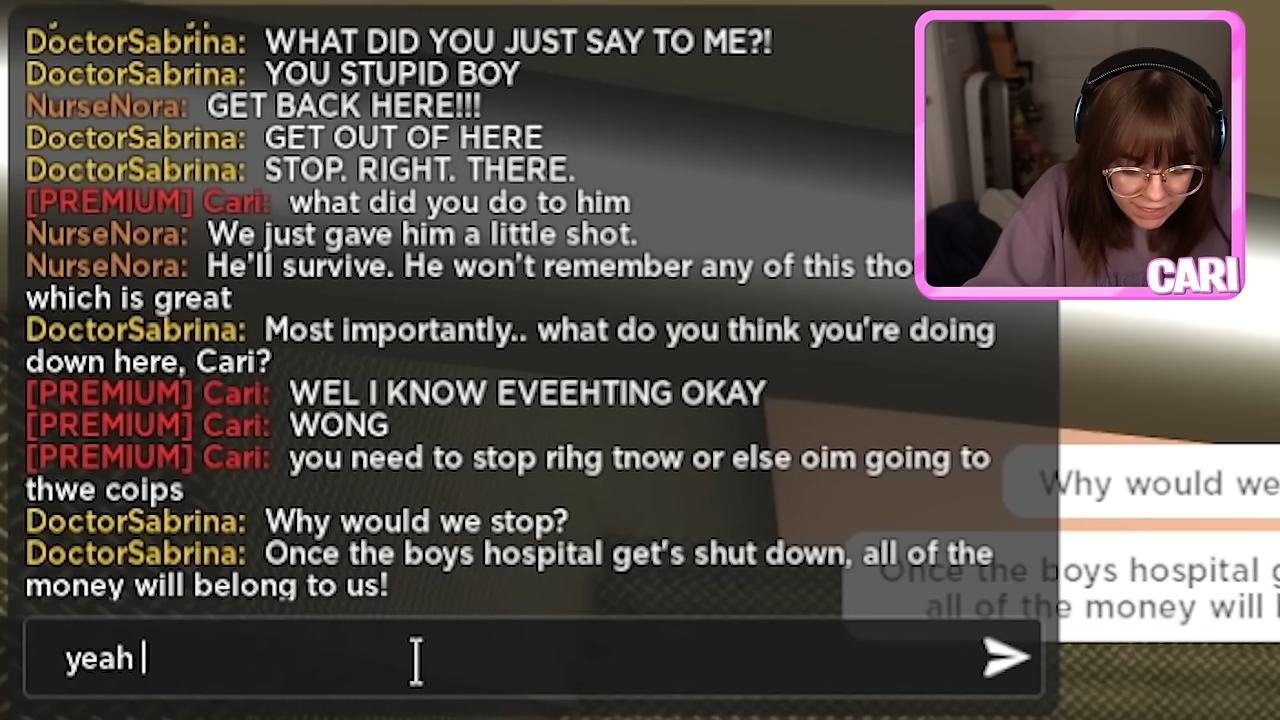 DoctorSabrina: WHAT DID YOU JUST SAY TO ME?!
DoctorSabrina: YOU STUPID BOY
NurseNora: GET BACK HERE!!!
DoctorSabrina: GET OUT OF HERE
DoctorSabrina: STOP. RIGHT. THERE.
[PREMIUM] Cari: what did you do to him
NurseNora: We just gave him a little shot.
NurseNora: He'll survive. He won't remember any of this tho
which is great
DoctorSabrina: Most importantly.. what do you think you're doing
down here, Cari?
[PREMIUM] Cari: WEL I KNOW EVEEHTING OKAY
[PREMIUM] Cari: WONG
[PREMIUM] Cari: you need to stop rihg tnow or else oim going to
thwe colps
DoctorSabrina: Why would we stop?
DoctorSabrina: Once the boys hospital get's shut down, all of the
money will belong to us!
yeah
CARI
Why would we
Once the boys hospital g
all of the money will